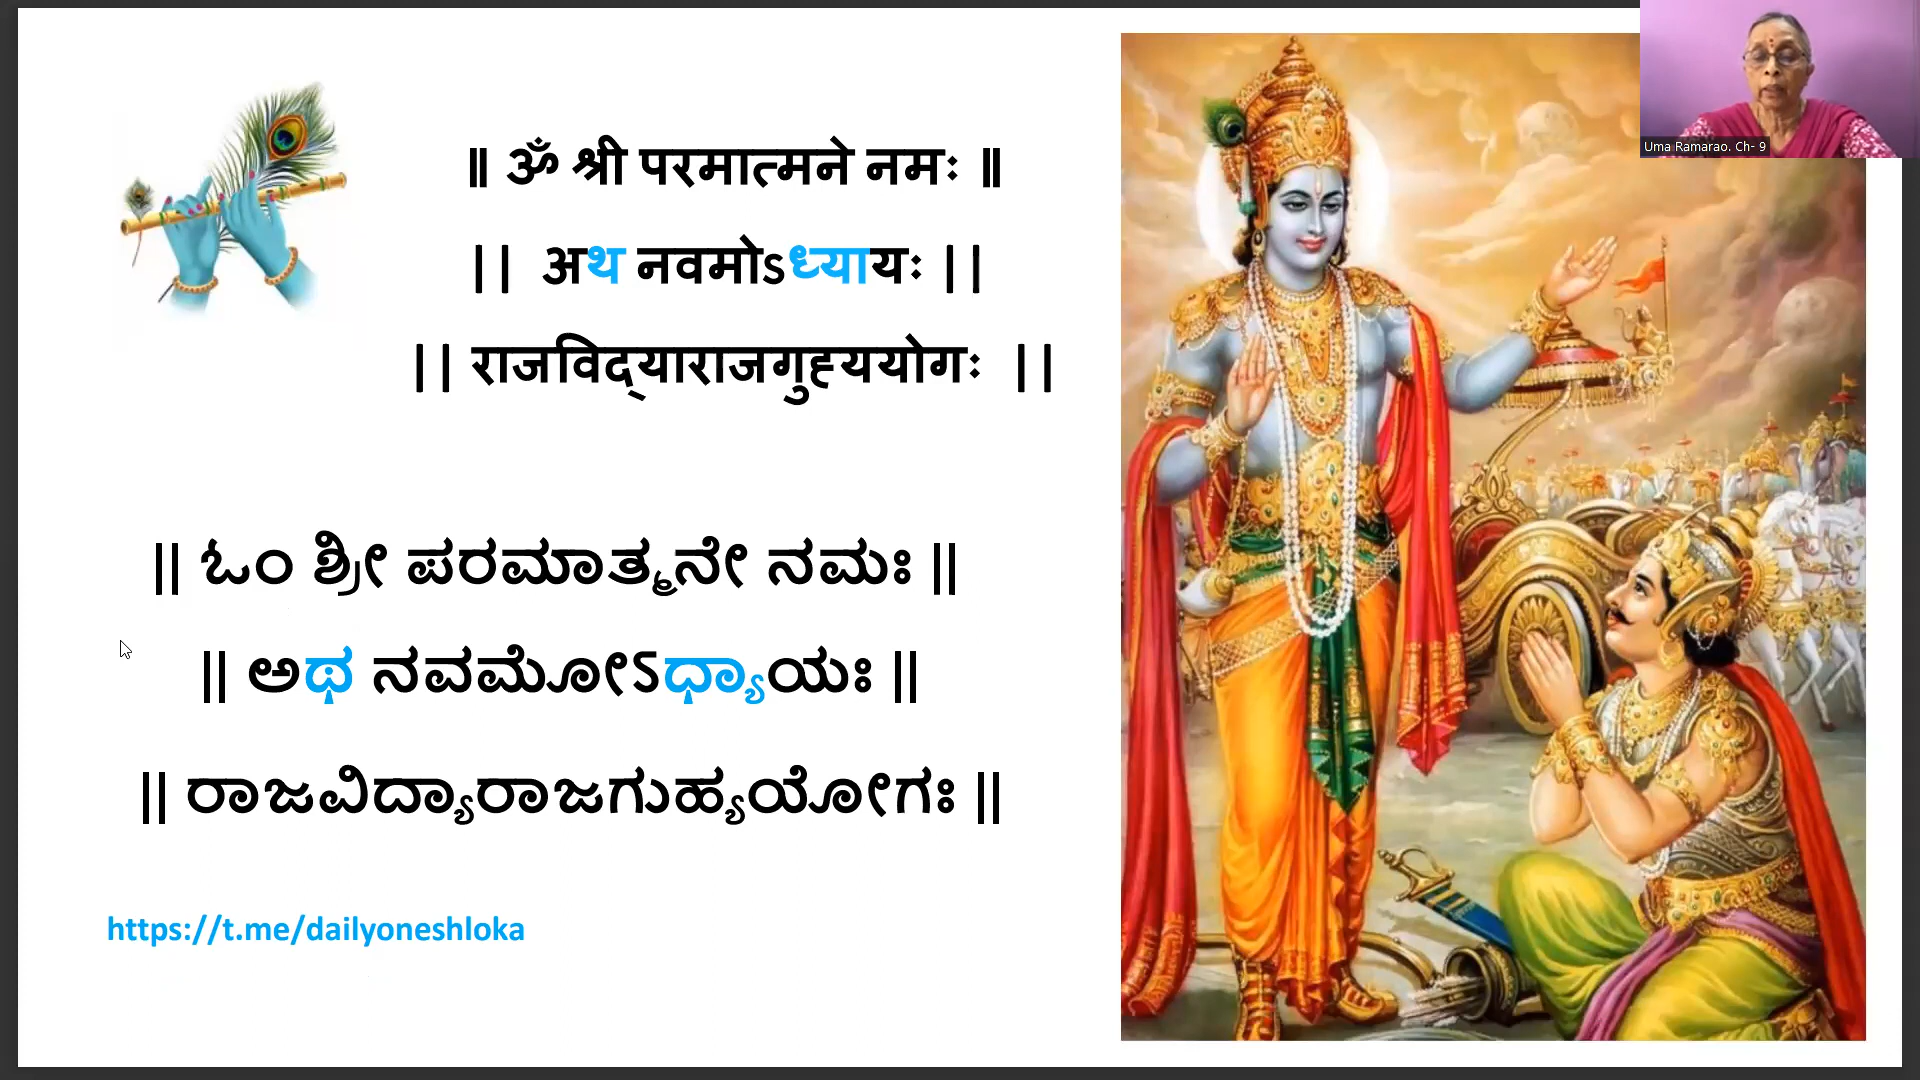 ॥ ॐ श्री परमात्मने नमः ॥
|| अथ नवमोऽध्यायः ||
|| राजविद्‌याराजगुह्‌ययोगः ||
|| ಓಂ ಶ್ರೀ ಪರಮಾತ್ಮನೇ ನಮಃ ||
|| ಅಥ ನವಮೋಽಧ್ಯಾಯಃ ||
|| ರಾಜವಿದ್ಯಾರಾಜಗುಹ್ಯಯೋಗಃ ||
https://t.me/dailyoneshloka
Uma Ramarao. Ch- 9